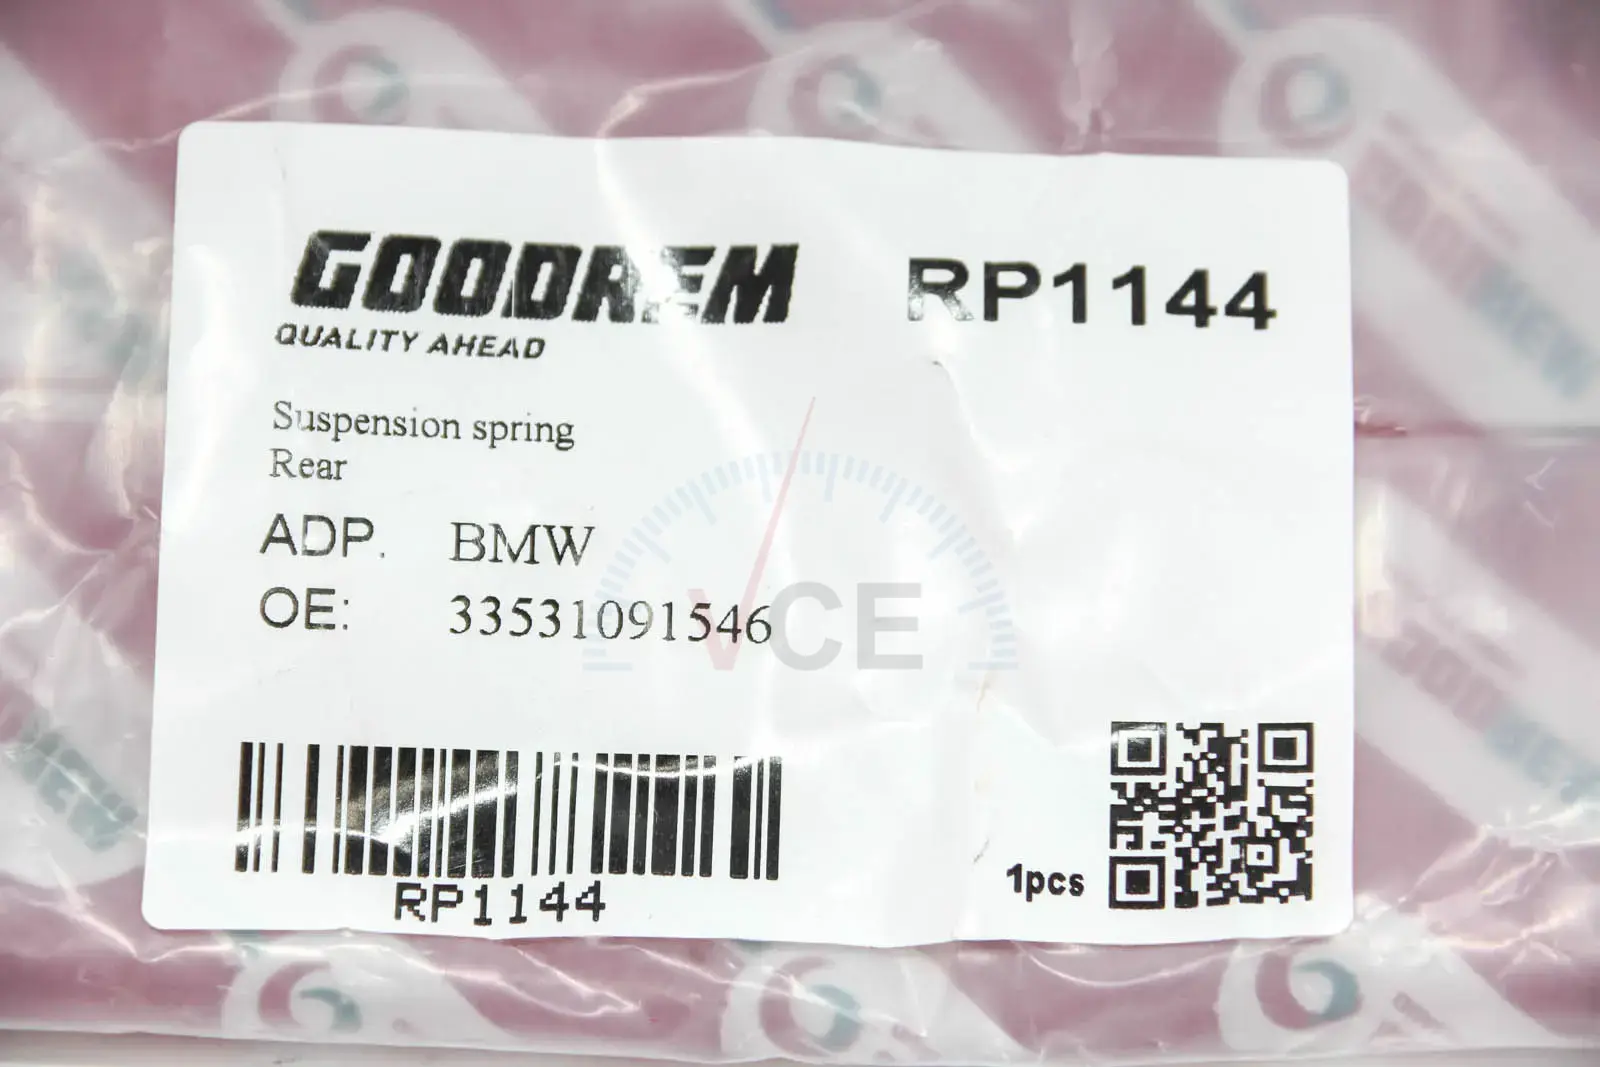 GOODREM RP1144
QUALITY AHEAD
Suspension spring
Rear
ADP. BMW
OE: 33531091546
VCE
1pcs
RP1144